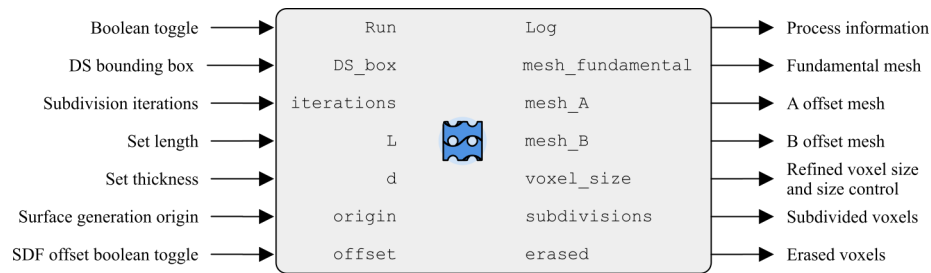 Boolean toggle Run Log Process information
DS bounding box DS_box mesh_fundamental Fundamental mesh
Subdivision iterations iterations mesh_A A offset mesh
Set length L mesh_B B offset mesh
Set thickness d voxel_size Refined voxel size
and size control
Surface generation origin origin subdivisions Subdivided voxels
SDF offset boolean toggle offset erased Erased voxels